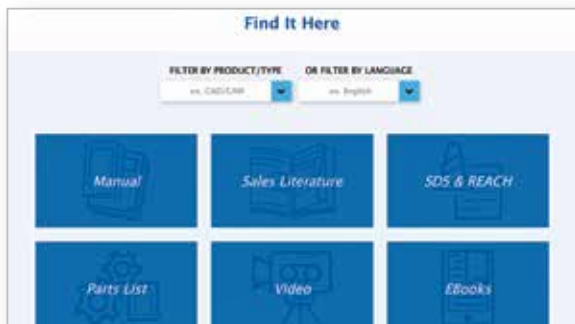 Find It Here
FILTER BY PRODUCT/TYPE OR FILTER BY LANGUAGE
ex. CAD/CAM ex. English
Manual Sales Literature SDS & REACH
Parts List Video EBooks